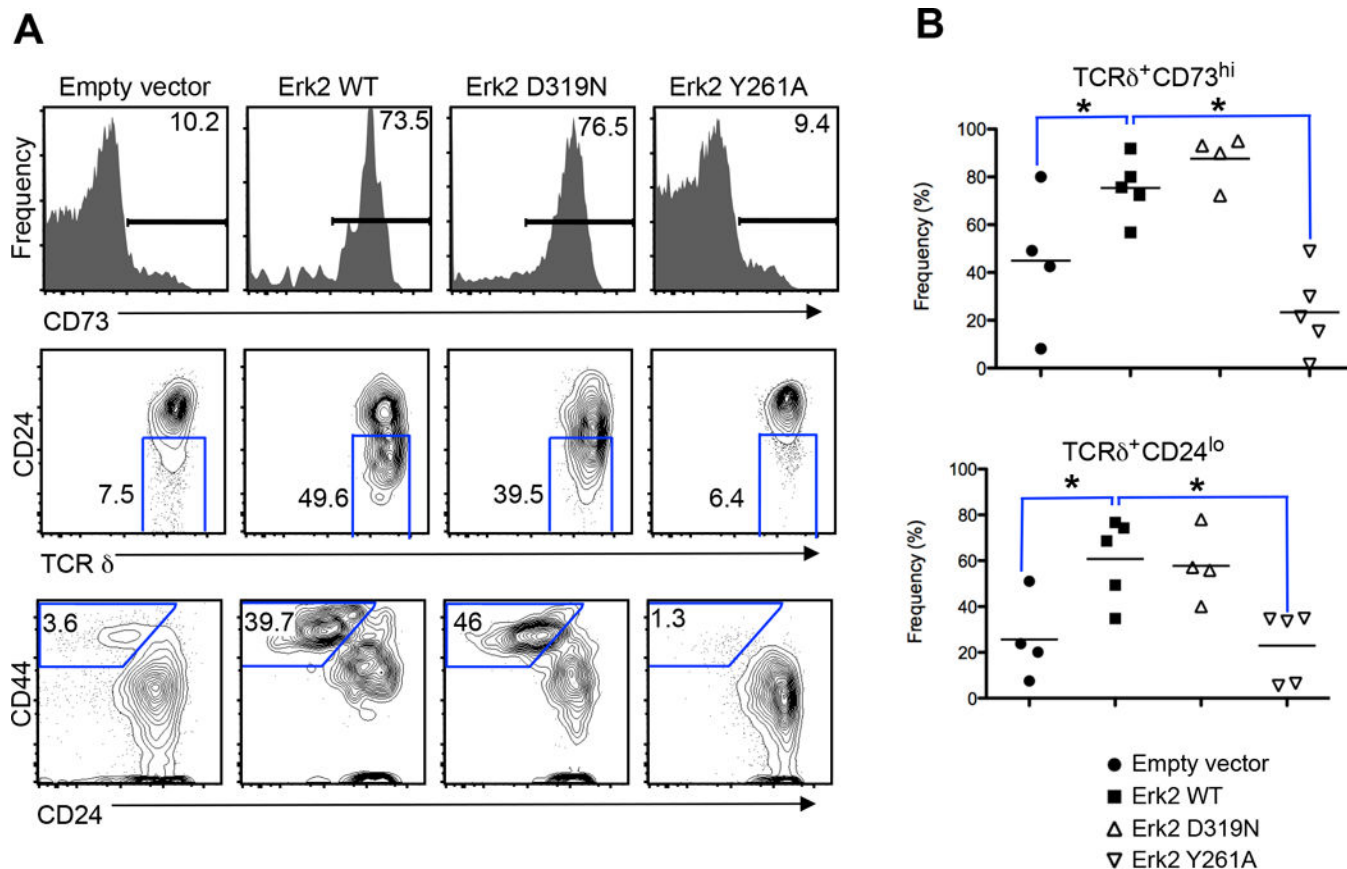 A
Empty vector Erk2 WT Erk2 D319N Erk2 Y261A
Frequency
10.2 73.5 76.5 9.4
CD73
CD24
7.5 49.6 39.5 6.4
TCR δ
CD44
3.6 39.7 46 1.3
CD24
B
TCRδ+CD73hi
* *
Frequency (%)
100
80
60
40
20
0
TCRδ+CD24lo
* *
Frequency (%)
100
80
60
40
20
0
Empty vector
Erk2 WT
Erk2 D319N
Erk2 Y261A